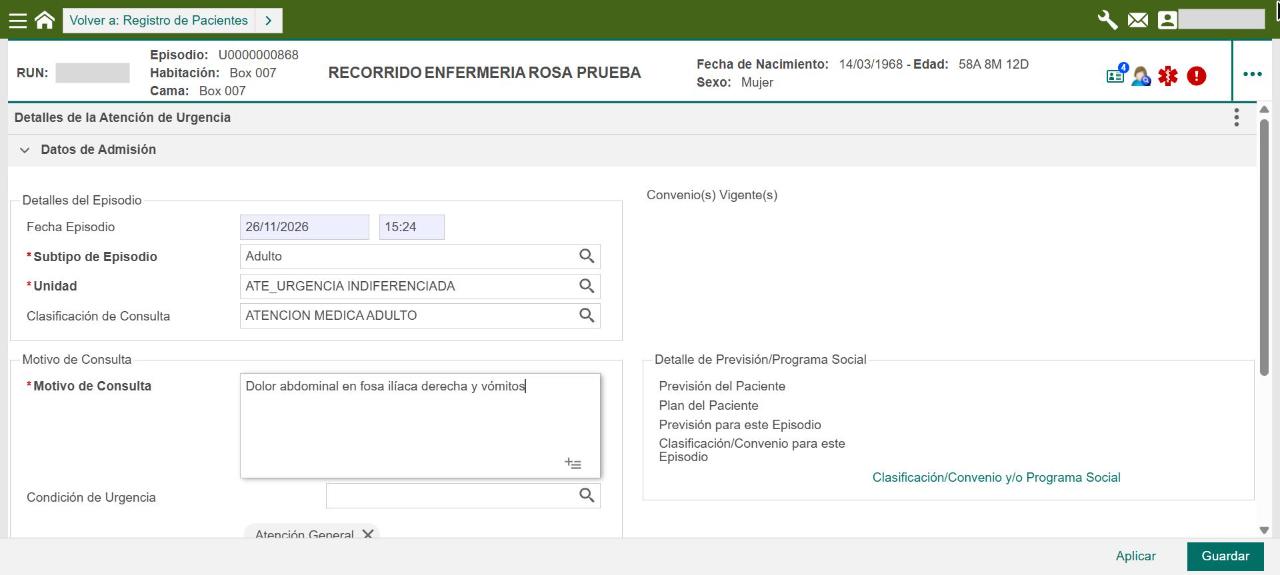 Volver a: Registro de Pacientes
RUN:
Episodio: U0000000868
Habitación: Box 007
Cama: Box 007
RECORRIDO ENFERMERIA ROSA PRUEBA
Fecha de Nacimiento: 14/03/1968 - Edad: 58A 8M 12D
Sexo: Mujer
4
Detalles de la Atención de Urgencia
Datos de Admisión
Detalles del Episodio
Fecha Episodio 26/11/2026 15:24
*Subtipo de Episodio Adulto
*Unidad ATE_URGENCIA INDIFERENCIADA
Clasificación de Consulta ATENCION MEDICA ADULTO
Convenio(s) Vigente(s)
Motivo de Consulta
*Motivo de Consulta Dolor abdominal en fosa ilíaca derecha y vómitos
Condición de Urgencia
Atención General
Detalle de Previsión/Programa Social
Previsión del Paciente
Plan del Paciente
Previsión para este Episodio
Clasificación/Convenio para este
Episodio
Clasificación/Convenio y/o Programa Social
Aplicar
Guardar